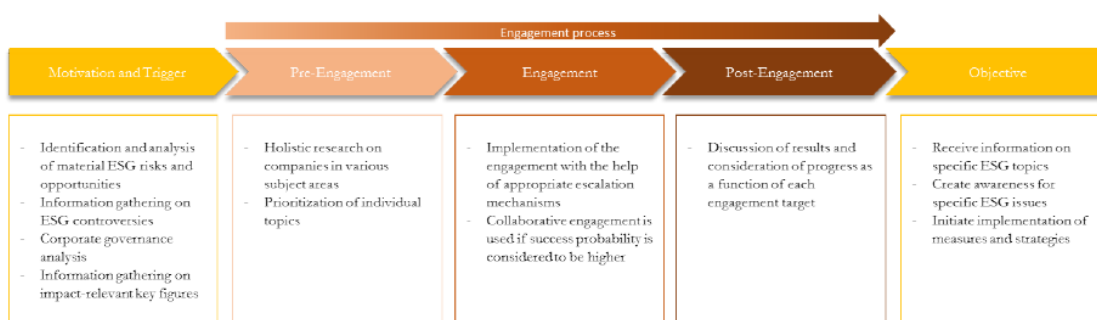 Engagement process
Motivation and Trigger
Pre-Engagement
Engagement
Post-Engagement
Objective
- Identification and analysis
of material ESG risks and
opportunities
- Information gathering on
ESG controversies
- Corporate governance
analysis
- Information gathering on
impact-relevant key figures
- Holistic research on
companies in various
subject areas
- Prioritization of individual
topics
- Implementation of the
engagement with the help
of appropriate escalation
mechanisms
- Collaborative engagement is
used if success probability is
considered to be higher
- Discussion of results and
consideration of progress as
a function of each
engagement target
- Receive information on
specific ESG topics
- Create awareness for
specific ESG issues
- Initiate implementation of
measures and strategies